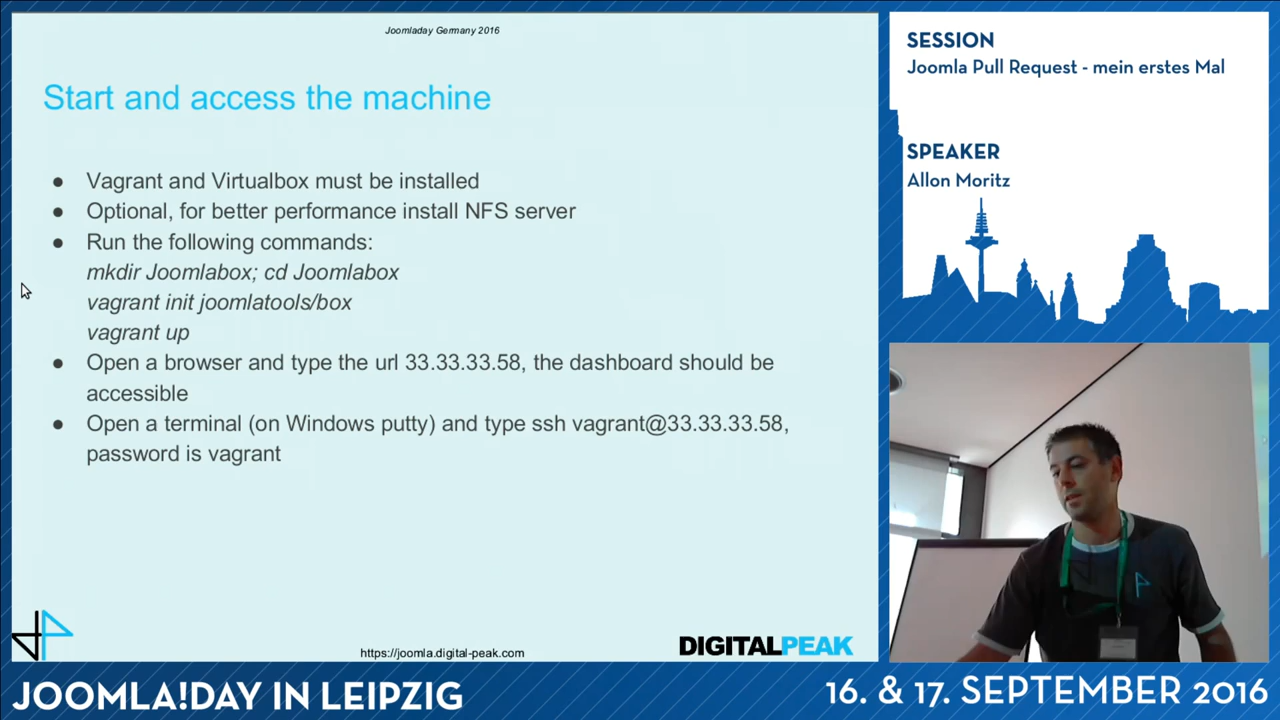 Joomladay Germany 2016
Start and access the machine
● Vagrant and Virtualbox must be installed
● Optional, for better performance install NFS server
● Run the following commands:
mkdir Joomlabox; cd Joomlabox
vagrant init joomlatools/box
vagrant up
● Open a browser and type the url 33.33.33.58, the dashboard should be
accessible
● Open a terminal (on Windows putty) and type ssh vagrant@33.33.33.58,
password is vagrant
https://joomla.digital-peak.com
DIGITALPEAK
SESSION
Joomla Pull Request - mein erstes Mal
SPEAKER
Allon Moritz
JOOMLA!DAY IN LEIPZIG
16. & 17. SEPTEMBER 2016